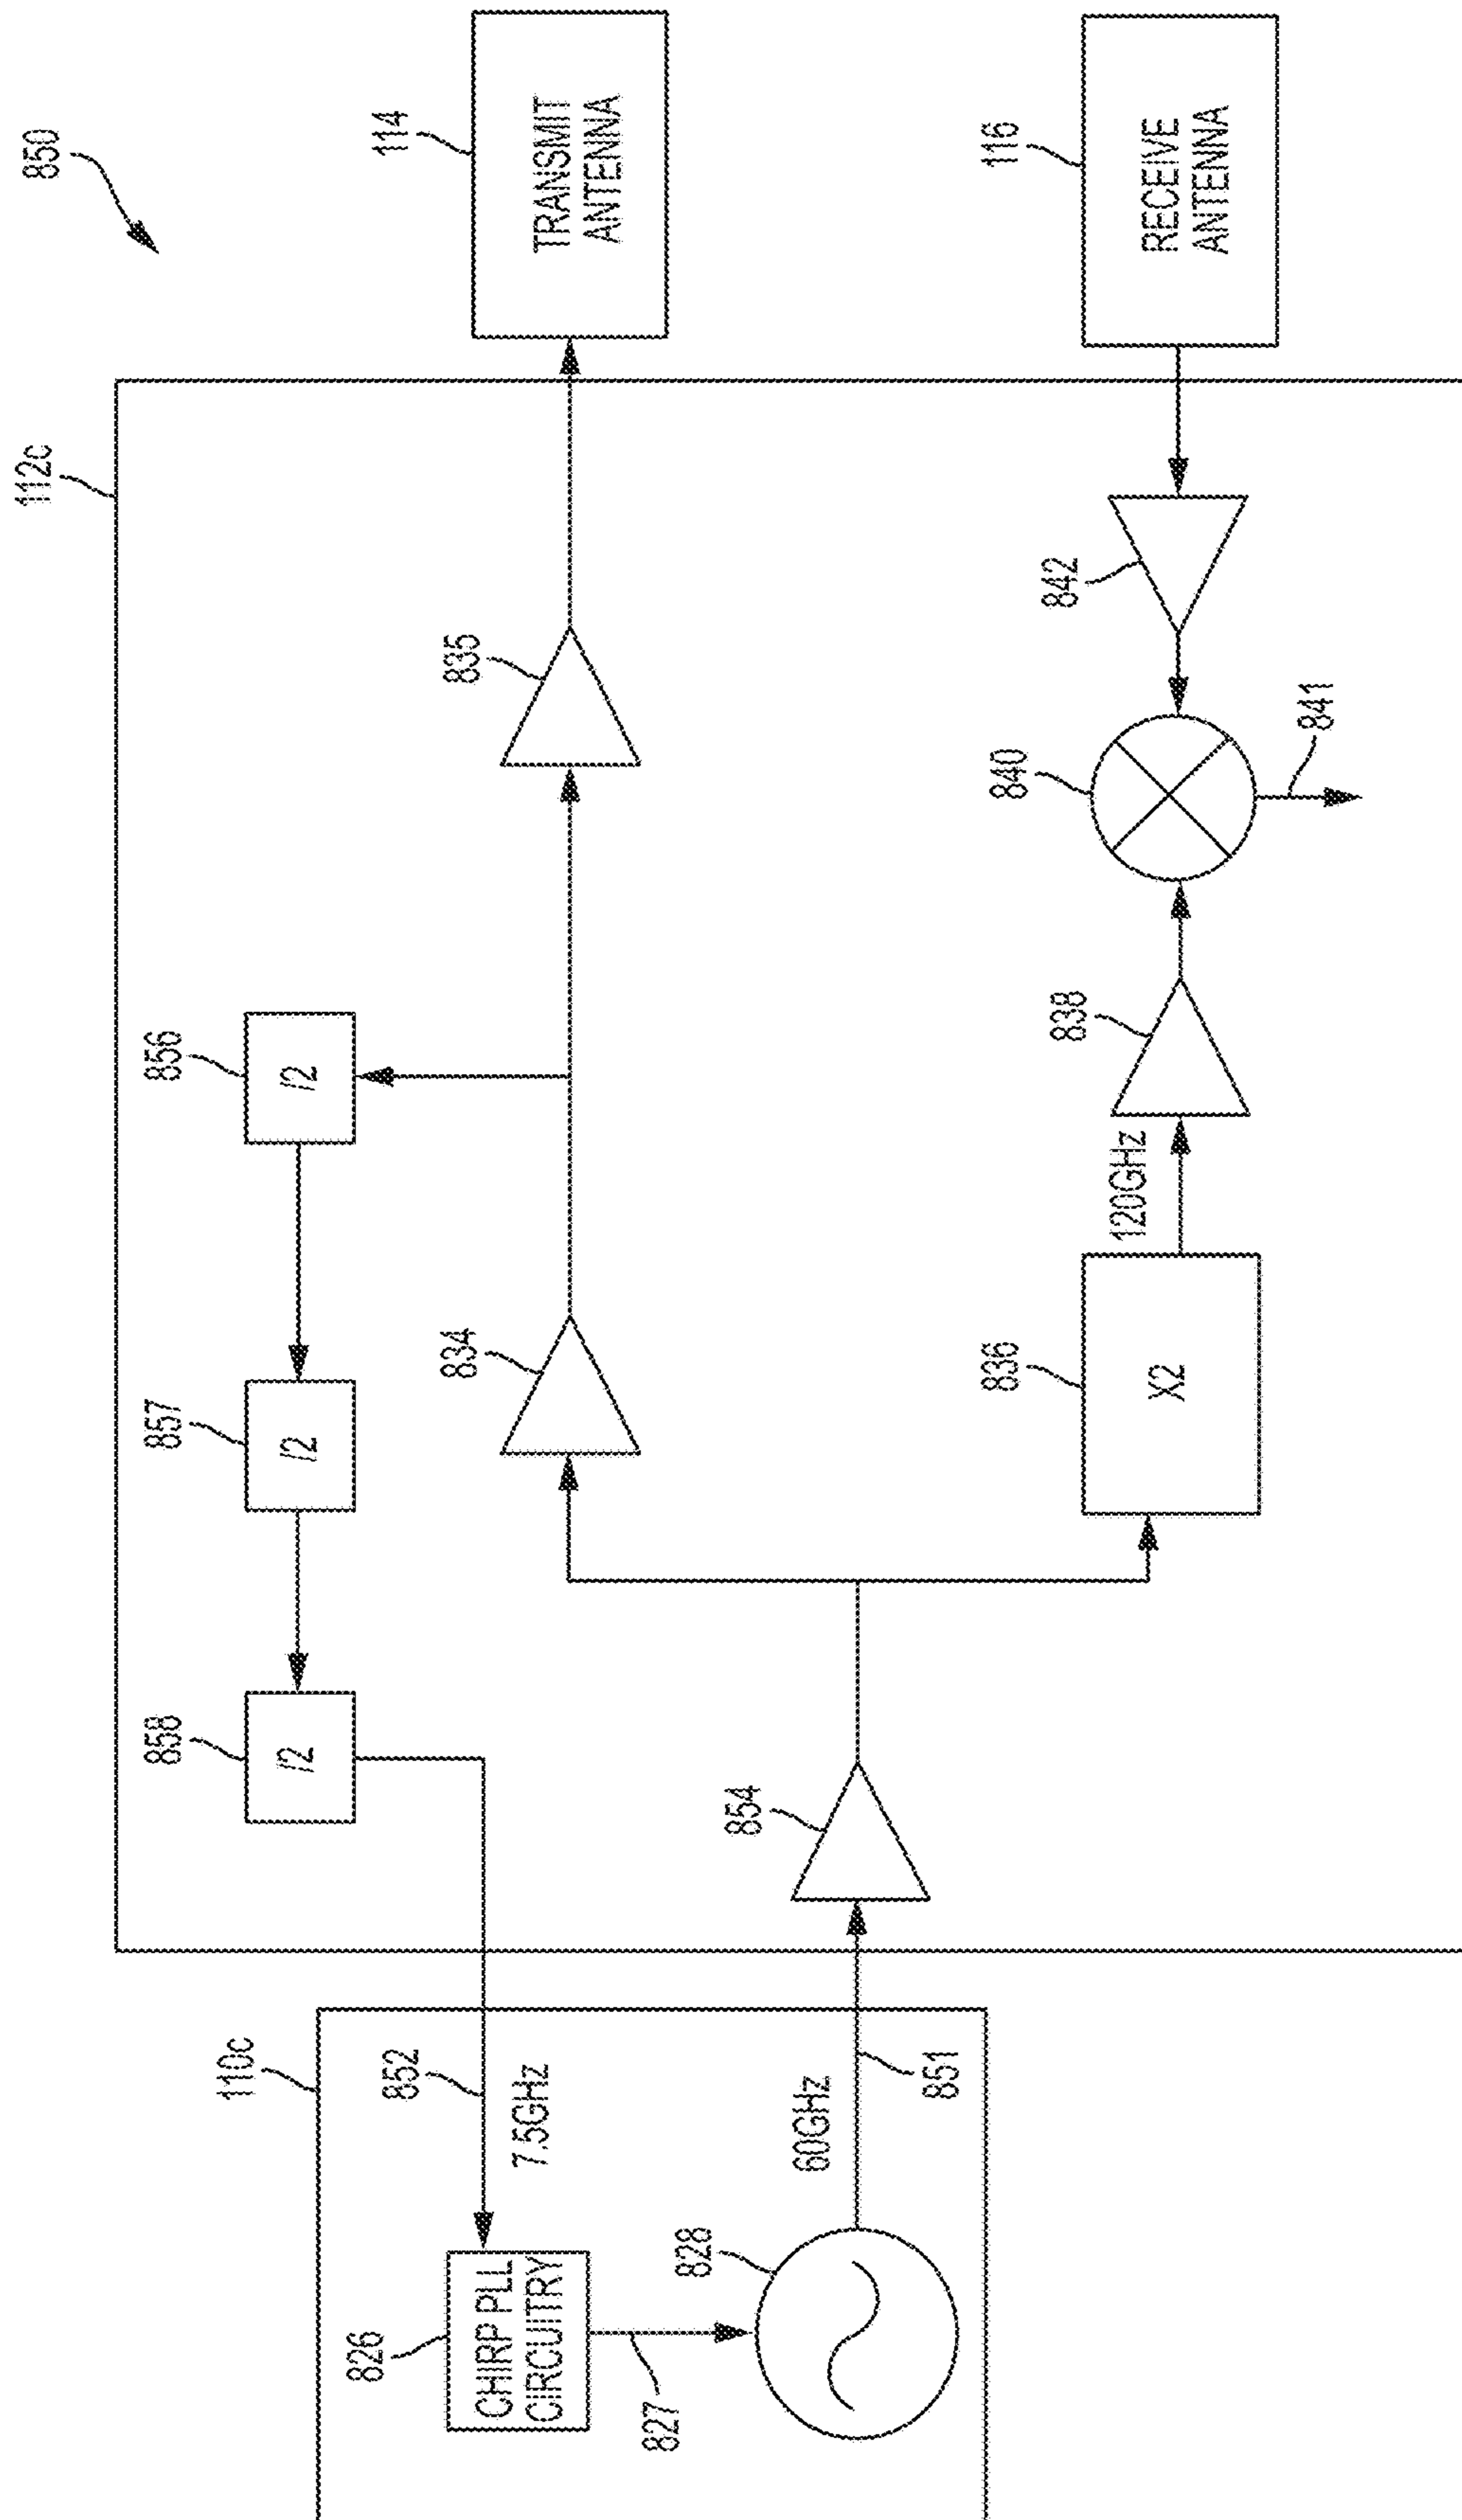 850
112c
114
TRANSMIT
ANTENNA
116
RECEIVE
ANTENNA
835
842
840
841
856
/2
857
/2
858
/2
834
838
120GHz
836
X2
854
110c
852
7.5GHz
60GHz
851
826
CHIRP PLL
CIRCUITRY
827
828